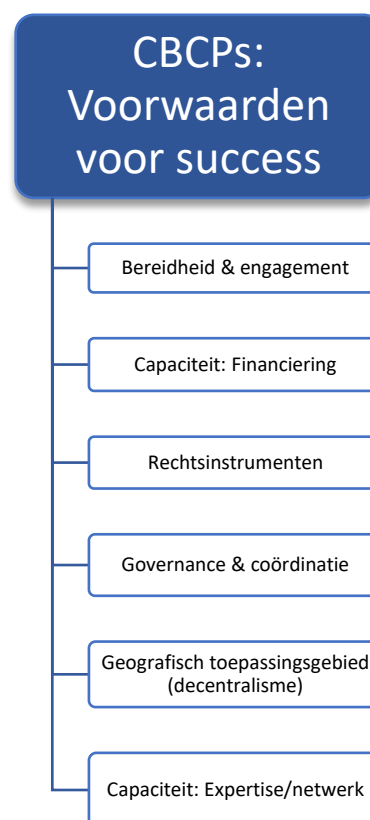 CBCPs:
Voorwaarden
voor success
Bereidheid & engagement
Capaciteit: Financiering
Rechtsinstrumenten
Governance & coördinatie
Geografisch toepassingsgebied
(decentralisme)
Capaciteit: Expertise/netwerk